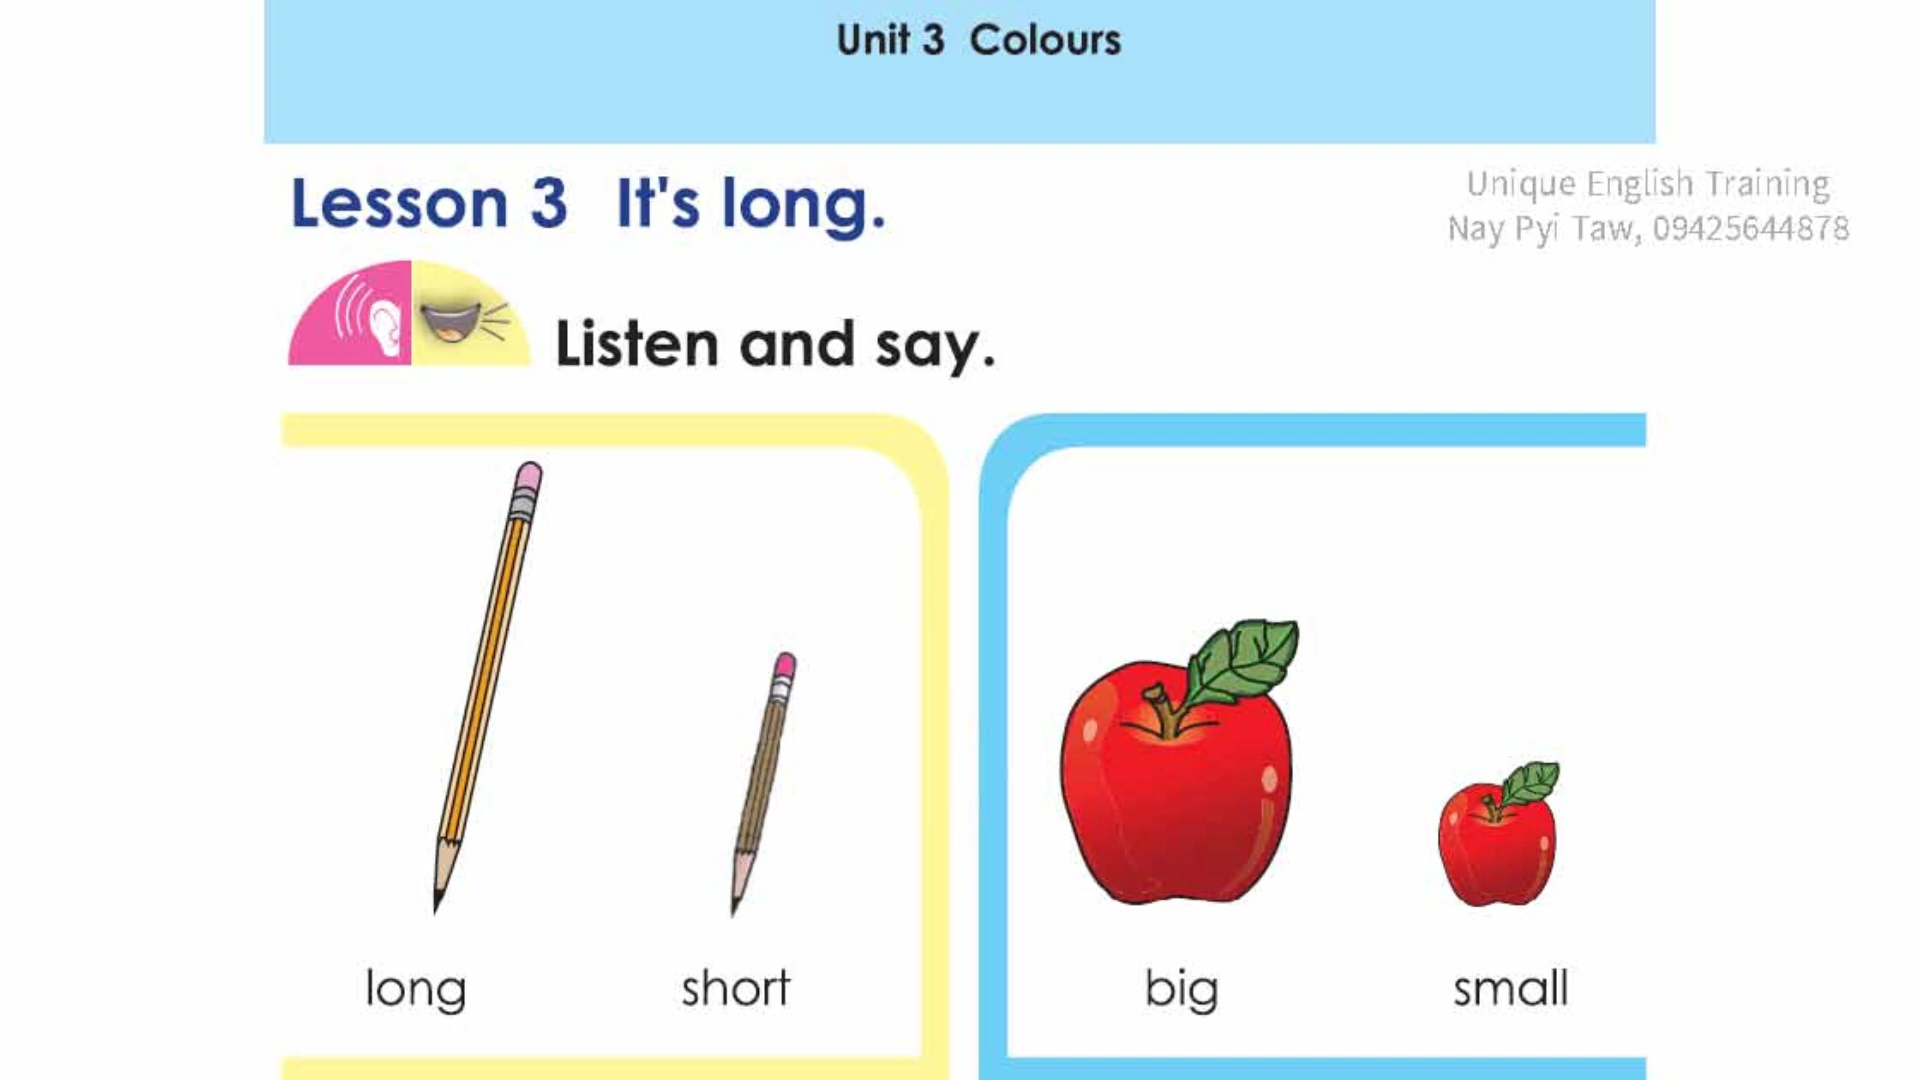 Unit 3 Colours
Lesson 3 It's long.
Unique English Training
Nay Pyi Taw, 09425644878
Listen and say.
long
short
big
small